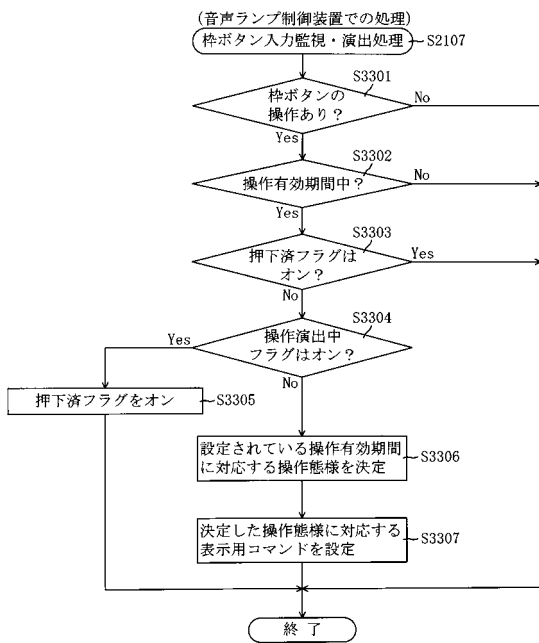 (音声ランプ制御装置での処理)
枠ボタン入力監視・演出処理
S2107
S3301
枠ボタンの
操作あり?
No
Yes
S3302
操作有効期間中?
No
Yes
S3303
押下済フラグは
オン?
Yes
No
S3304
操作演出中
フラグはオン?
Yes
No
押下済フラグをオン
S3305
設定されている操作有効期間
に対応する操作態様を決定
S3306
決定した操作態様に対応する
表示用コマンドを設定
S3307
終了